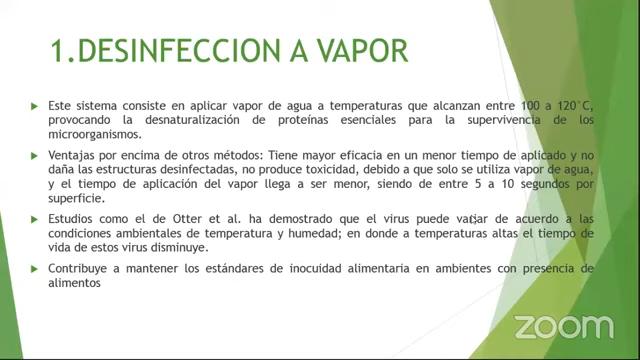 1.DESINFECCION A VAPOR
Este sistema consiste en aplicar vapor de agua a temperaturas que alcanzan entre 100 a 120°C,
provocando la desnaturalización de proteínas esenciales para la supervivencia de los
microorganismos.
Ventajas por encima de otros métodos: Tiene mayor eficacia en un menor tiempo de aplicado y no
daña las estructuras desinfectadas, no produce toxicidad, debido a que solo se utiliza vapor de agua,
y el tiempo de aplicación del vapor llega a ser menor, siendo de entre 5 a 10 segundos por
superficie.
Estudios como el de Otter et al. ha demostrado que el virus puede variar de acuerdo a las
condiciones ambientales de temperatura y humedad; en donde a temperaturas altas el tiempo de
vida de estos virus disminuye.
Contribuye a mantener los estándares de inocuidad alimentaria en ambientes con presencia de
alimentos
zoom